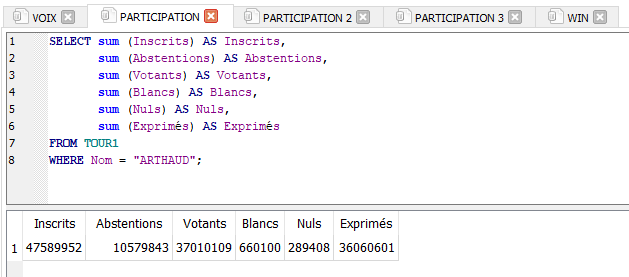 VOIX PARTICIPATION PARTICIPATION 2 PARTICIPATION 3 WIN
1 SELECT sum (Inscrits) AS Inscrits,
2 sum (Abstentions) AS Abstentions,
3 sum (Votants) AS Votants,
4 sum (Blancs) AS Blancs,
5 sum (Nuls) AS Nuls,
6 sum (Exprimés) AS Exprimés
7 FROM TOUR1
8 WHERE Nom = "ARTHAUD";
Inscrits Abstentions Votants Blancs Nuls Exprimés
1 47589952 10579843 37010109 660100 289408 36060601